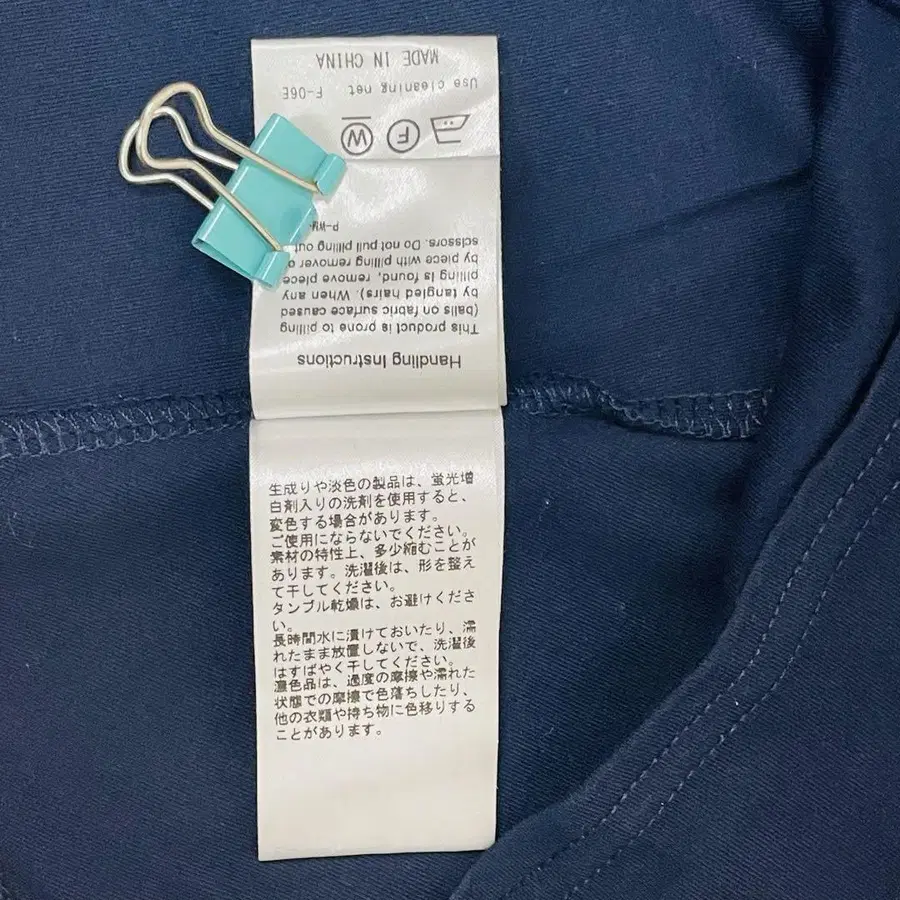 Handling Instructions
This product is prone to pilling
(balls on fabric surface caused
by tangled hairs). When any
pilling is found, remove piece
by piece with pilling remover or
scissors. Do not pull pilling out
F
W
Use cleaning net F-06E
MADE IN CHINA
生成りや淡色の製品は、蛍光増
白剤入りの洗剤を使用すると、
変色する場合があります。
ご使用にならないでください。
素材の特性上、多少縮むことが
あります。洗濯後は、形を整え
て干してください。
タンブル乾燥は、お避けくださ
い。
長時間水に漬けておいたり、濡
れたまま放置しないで、洗濯後
はすばやく干してください。
濃色品は、過度の摩擦や濡れた
状態での摩擦で色落ちしたり、
他の衣類や持ち物に色移りする
ことがあります。